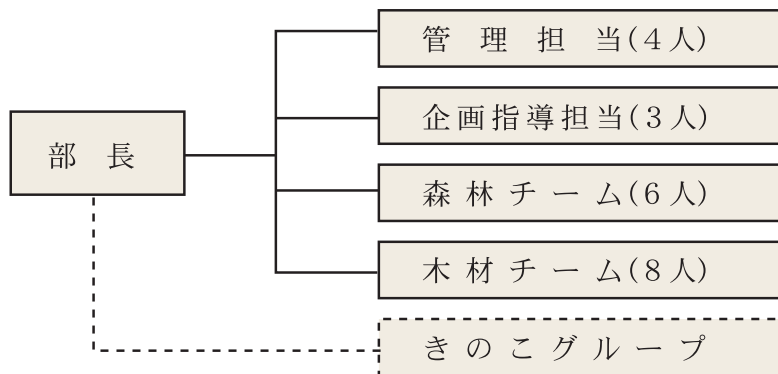 部長
管理担当(4人)
企画指導担当(3人)
森林チーム(6人)
木材チーム(8人)
きのこグループ